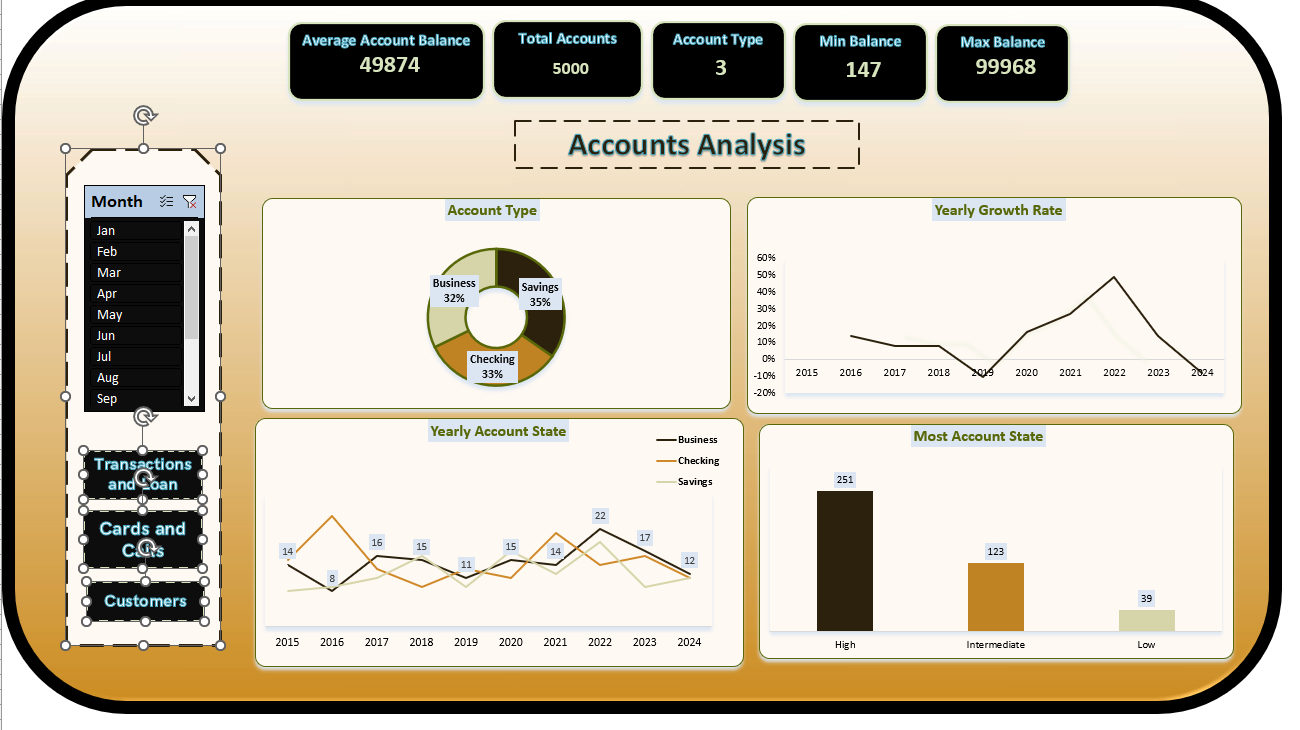 Average Account Balance
49874
Total Accounts
5000
Account Type
3
Min Balance
147
Max Balance
99968
Accounts Analysis
Month
Jan
Feb
Mar
Apr
May
Jun
Jul
Aug
Sep
Transactions
and Loan
Cards and
Calls
Customers
Account Type
Business
32%
Savings
35%
Checking
33%
Yearly Growth Rate
60%
50%
40%
30%
20%
10%
0%
-10%
-20%
2015 2016 2017 2018 2019 2020 2021 2022 2023 2024
Yearly Account State
Business
Checking
Savings
14 8 16 15 11 15 14 22 17 12
2015 2016 2017 2018 2019 2020 2021 2022 2023 2024
Most Account State
251
123
39
High Intermediate Low